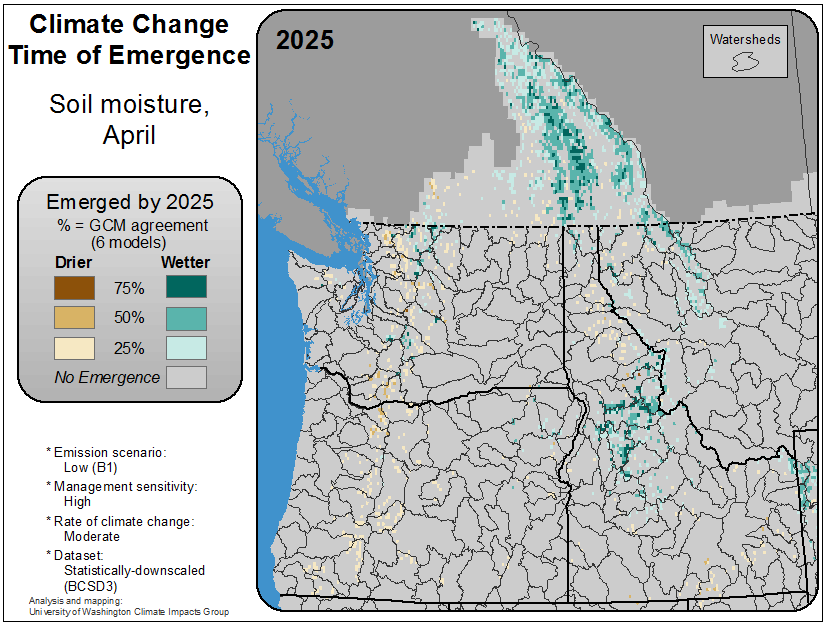 Climate Change
Time of Emergence
Soil moisture,
April
Emerged by 2025
% = GCM agreement
(6 models)
Drier Wetter
75%
50%
25%
No Emergence
* Emission scenario:
Low (B1)
* Management sensitivity:
High
* Rate of climate change:
Moderate
* Dataset:
Statistically-downscaled
(BCSD3)
Analysis and mapping:
University of Washington Climate Impacts Group
2025
Watersheds